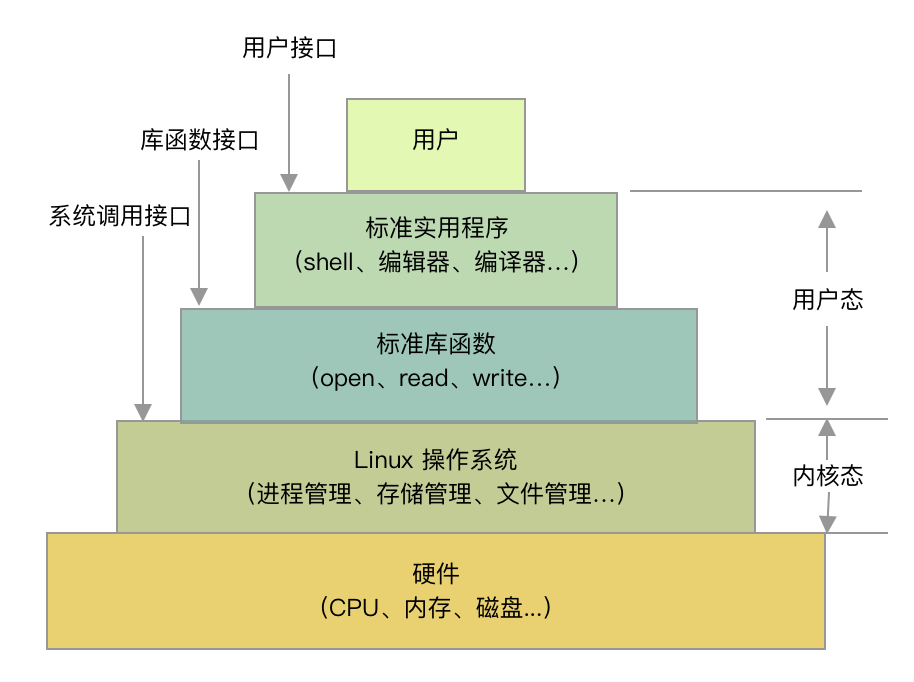 用户接口
用户
库函数接口
系统调用接口
标准实用程序
（shell、编辑器、编译器…）
用户态
标准库函数
（open、read、write…）
Linux 操作系统
（进程管理、存储管理、文件管理…）
内核态
硬件
（CPU、内存、磁盘...）